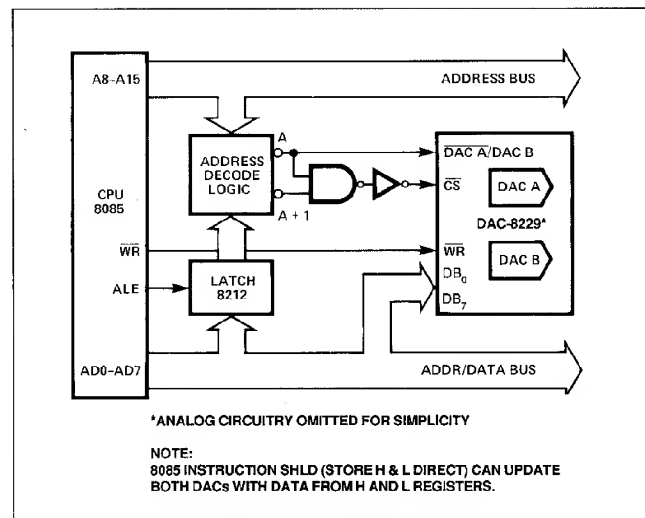 A8–A15
ADDRESS BUS
A
ADDRESS
DECODE
LOGIC
A + 1
DAC A/DAC B
CS
DAC A
CPU
8085
DAC-8229*
WR
WR
DAC B
ALE
LATCH
8212
DB0
DB7
AD0–AD7
ADDR/DATA BUS
*ANALOG CIRCUITRY OMITTED FOR SIMPLICITY
NOTE:
8085 INSTRUCTION SHLD (STORE H & L DIRECT) CAN UPDATE
BOTH DACs WITH DATA FROM H AND L REGISTERS.